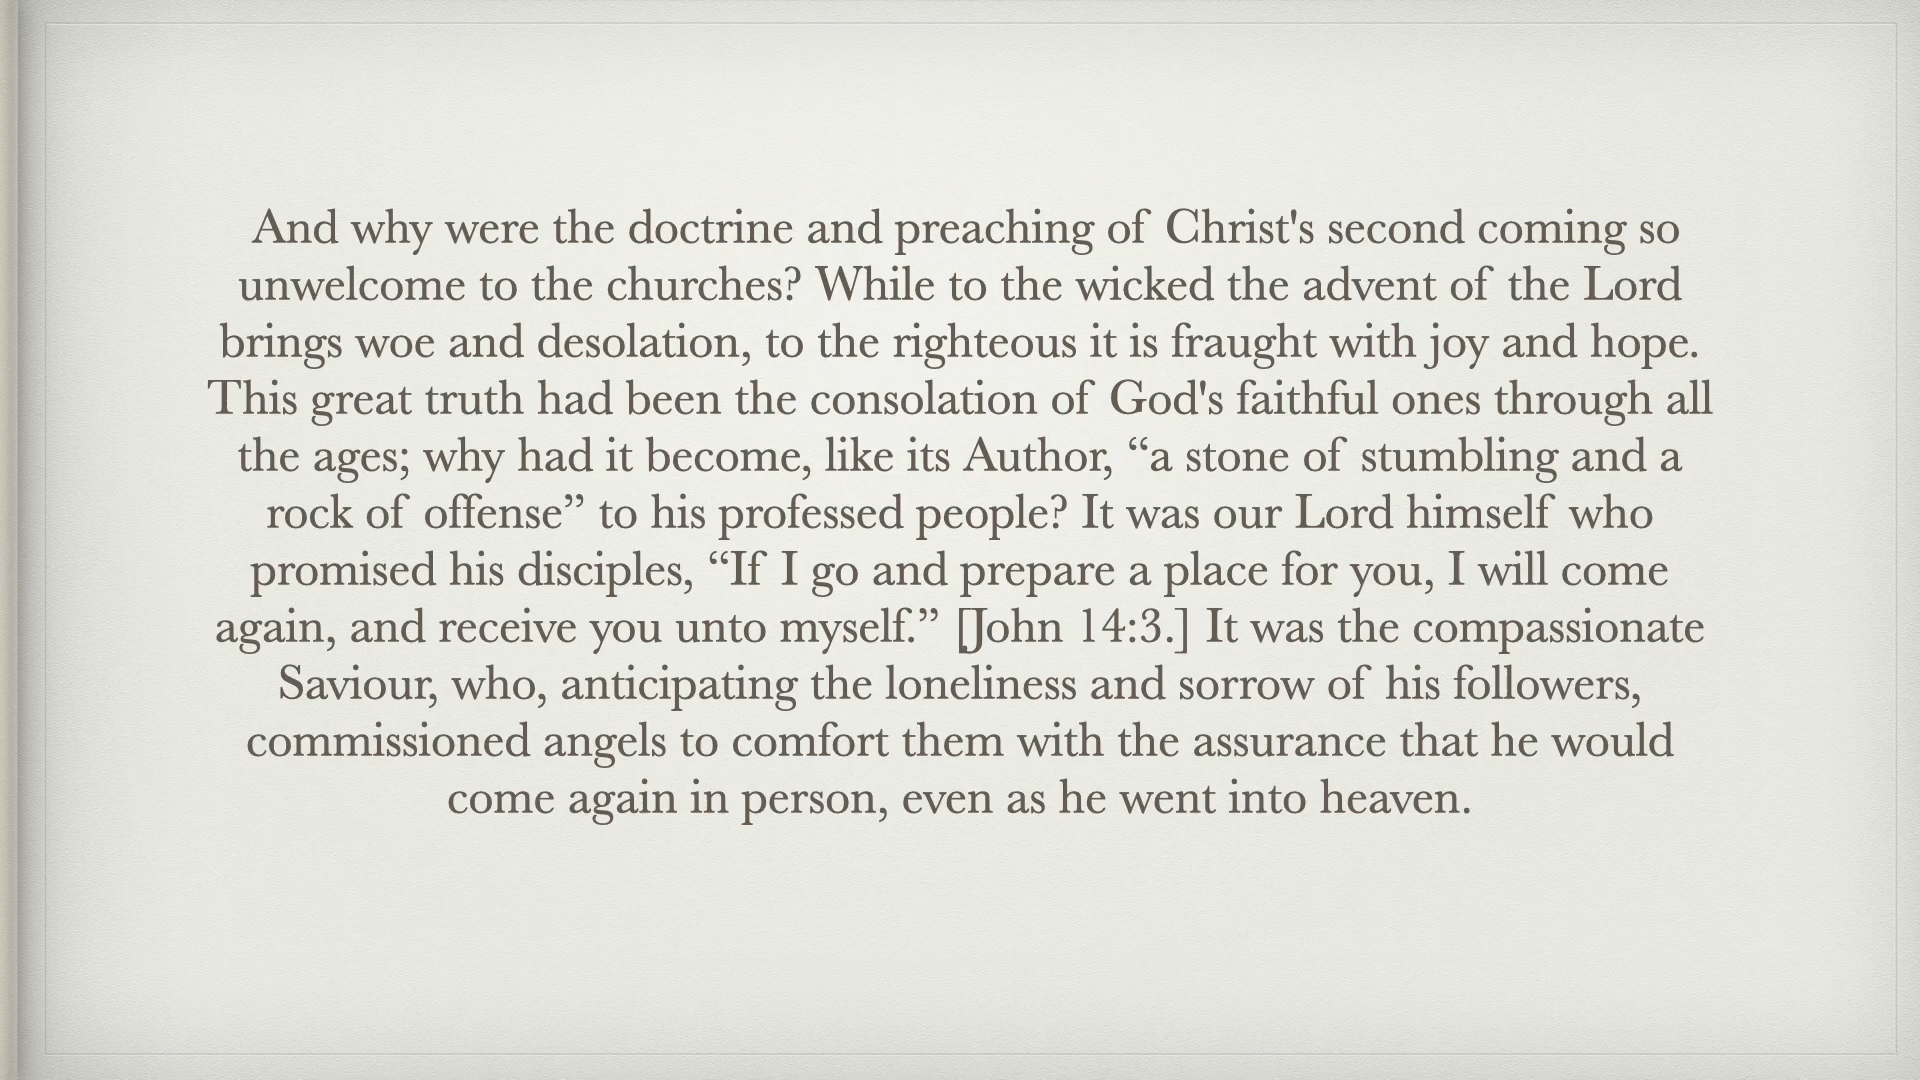 And why were the doctrine and preaching of Christ's second coming so
unwelcome to the churches? While to the wicked the advent of the Lord
brings woe and desolation, to the righteous it is fraught with joy and hope.
This great truth had been the consolation of God's faithful ones through all
the ages; why had it become, like its Author, “a stone of stumbling and a
rock of offense” to his professed people? It was our Lord himself who
promised his disciples, “If I go and prepare a place for you, I will come
again, and receive you unto myself.” [John 14:3.] It was the compassionate
Saviour, who, anticipating the loneliness and sorrow of his followers,
commissioned angels to comfort them with the assurance that he would
come again in person, even as he went into heaven.